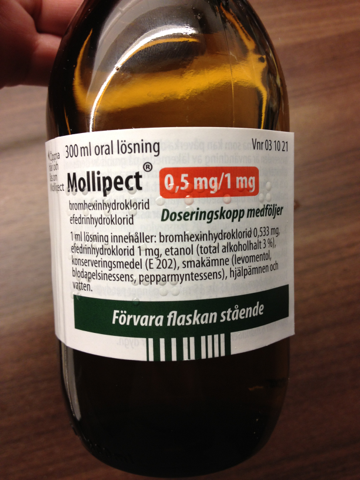 300 ml oral lösning
Vnr 03 10 21
Mollipect® 0,5 mg/1 mg
bromhexinhydroklorid
efedrinhydroklorid
Doseringskopp medföljer
1 ml lösning innehåller: bromhexinhydroklorid 0,533 mg,
efedrinhydroklorid 1 mg, etanol (total alkoholhalt 3 %),
konserveringsmedel (E 202), smakämne (levomentol,
blodapelsinessens, pepparmyntessens), hjälpämnen och
vatten.
Förvara flaskan stående